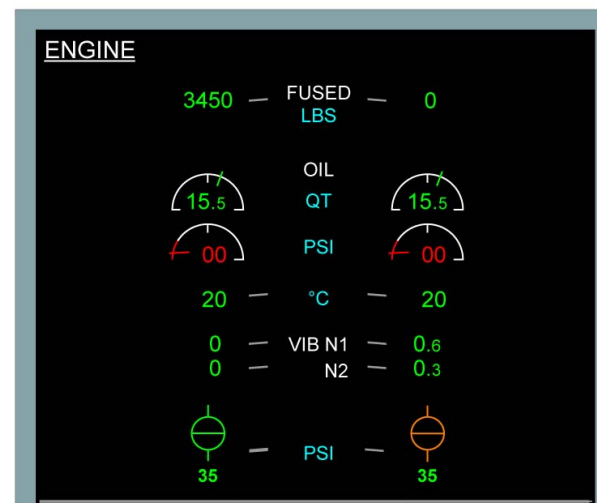 ENGINE
3450 FUSED 0
LBS
OIL
15.5 QT 15.5
00 PSI 00
20 °C 20
0 VIB N1 0.6
0 N2 0.3
PSI
35 35